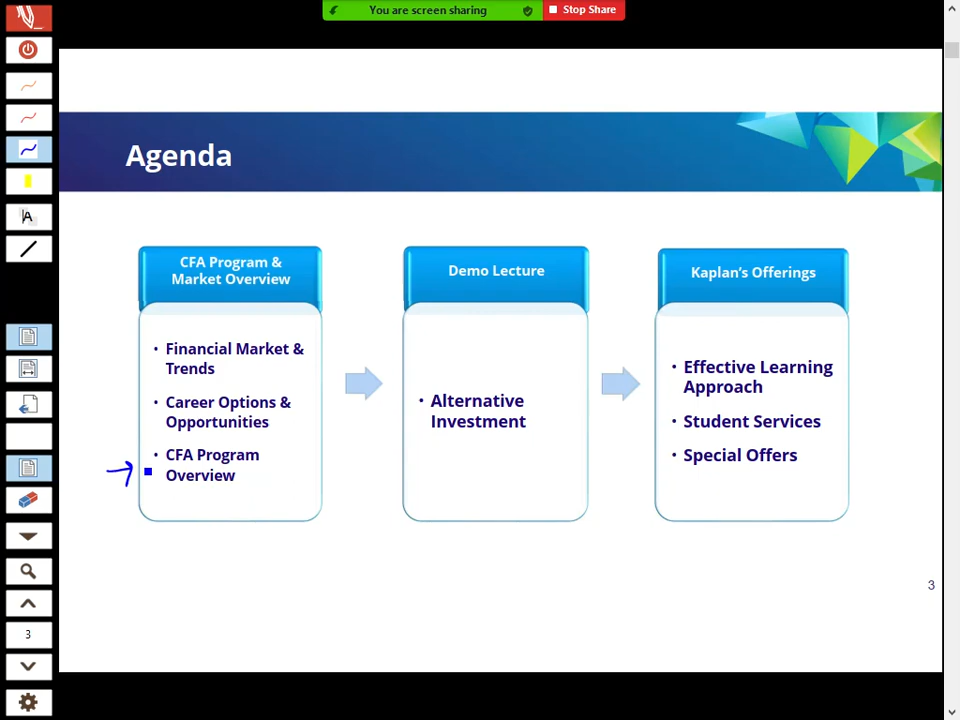 You are screen sharing
Stop Share
A
Agenda
CFA Program &
Market Overview
• Financial Market &
Trends
• Career Options &
Opportunities
• CFA Program
Overview
Demo Lecture
• Alternative
Investment
Kaplan's Offerings
• Effective Learning
Approach
• Student Services
• Special Offers
3
3